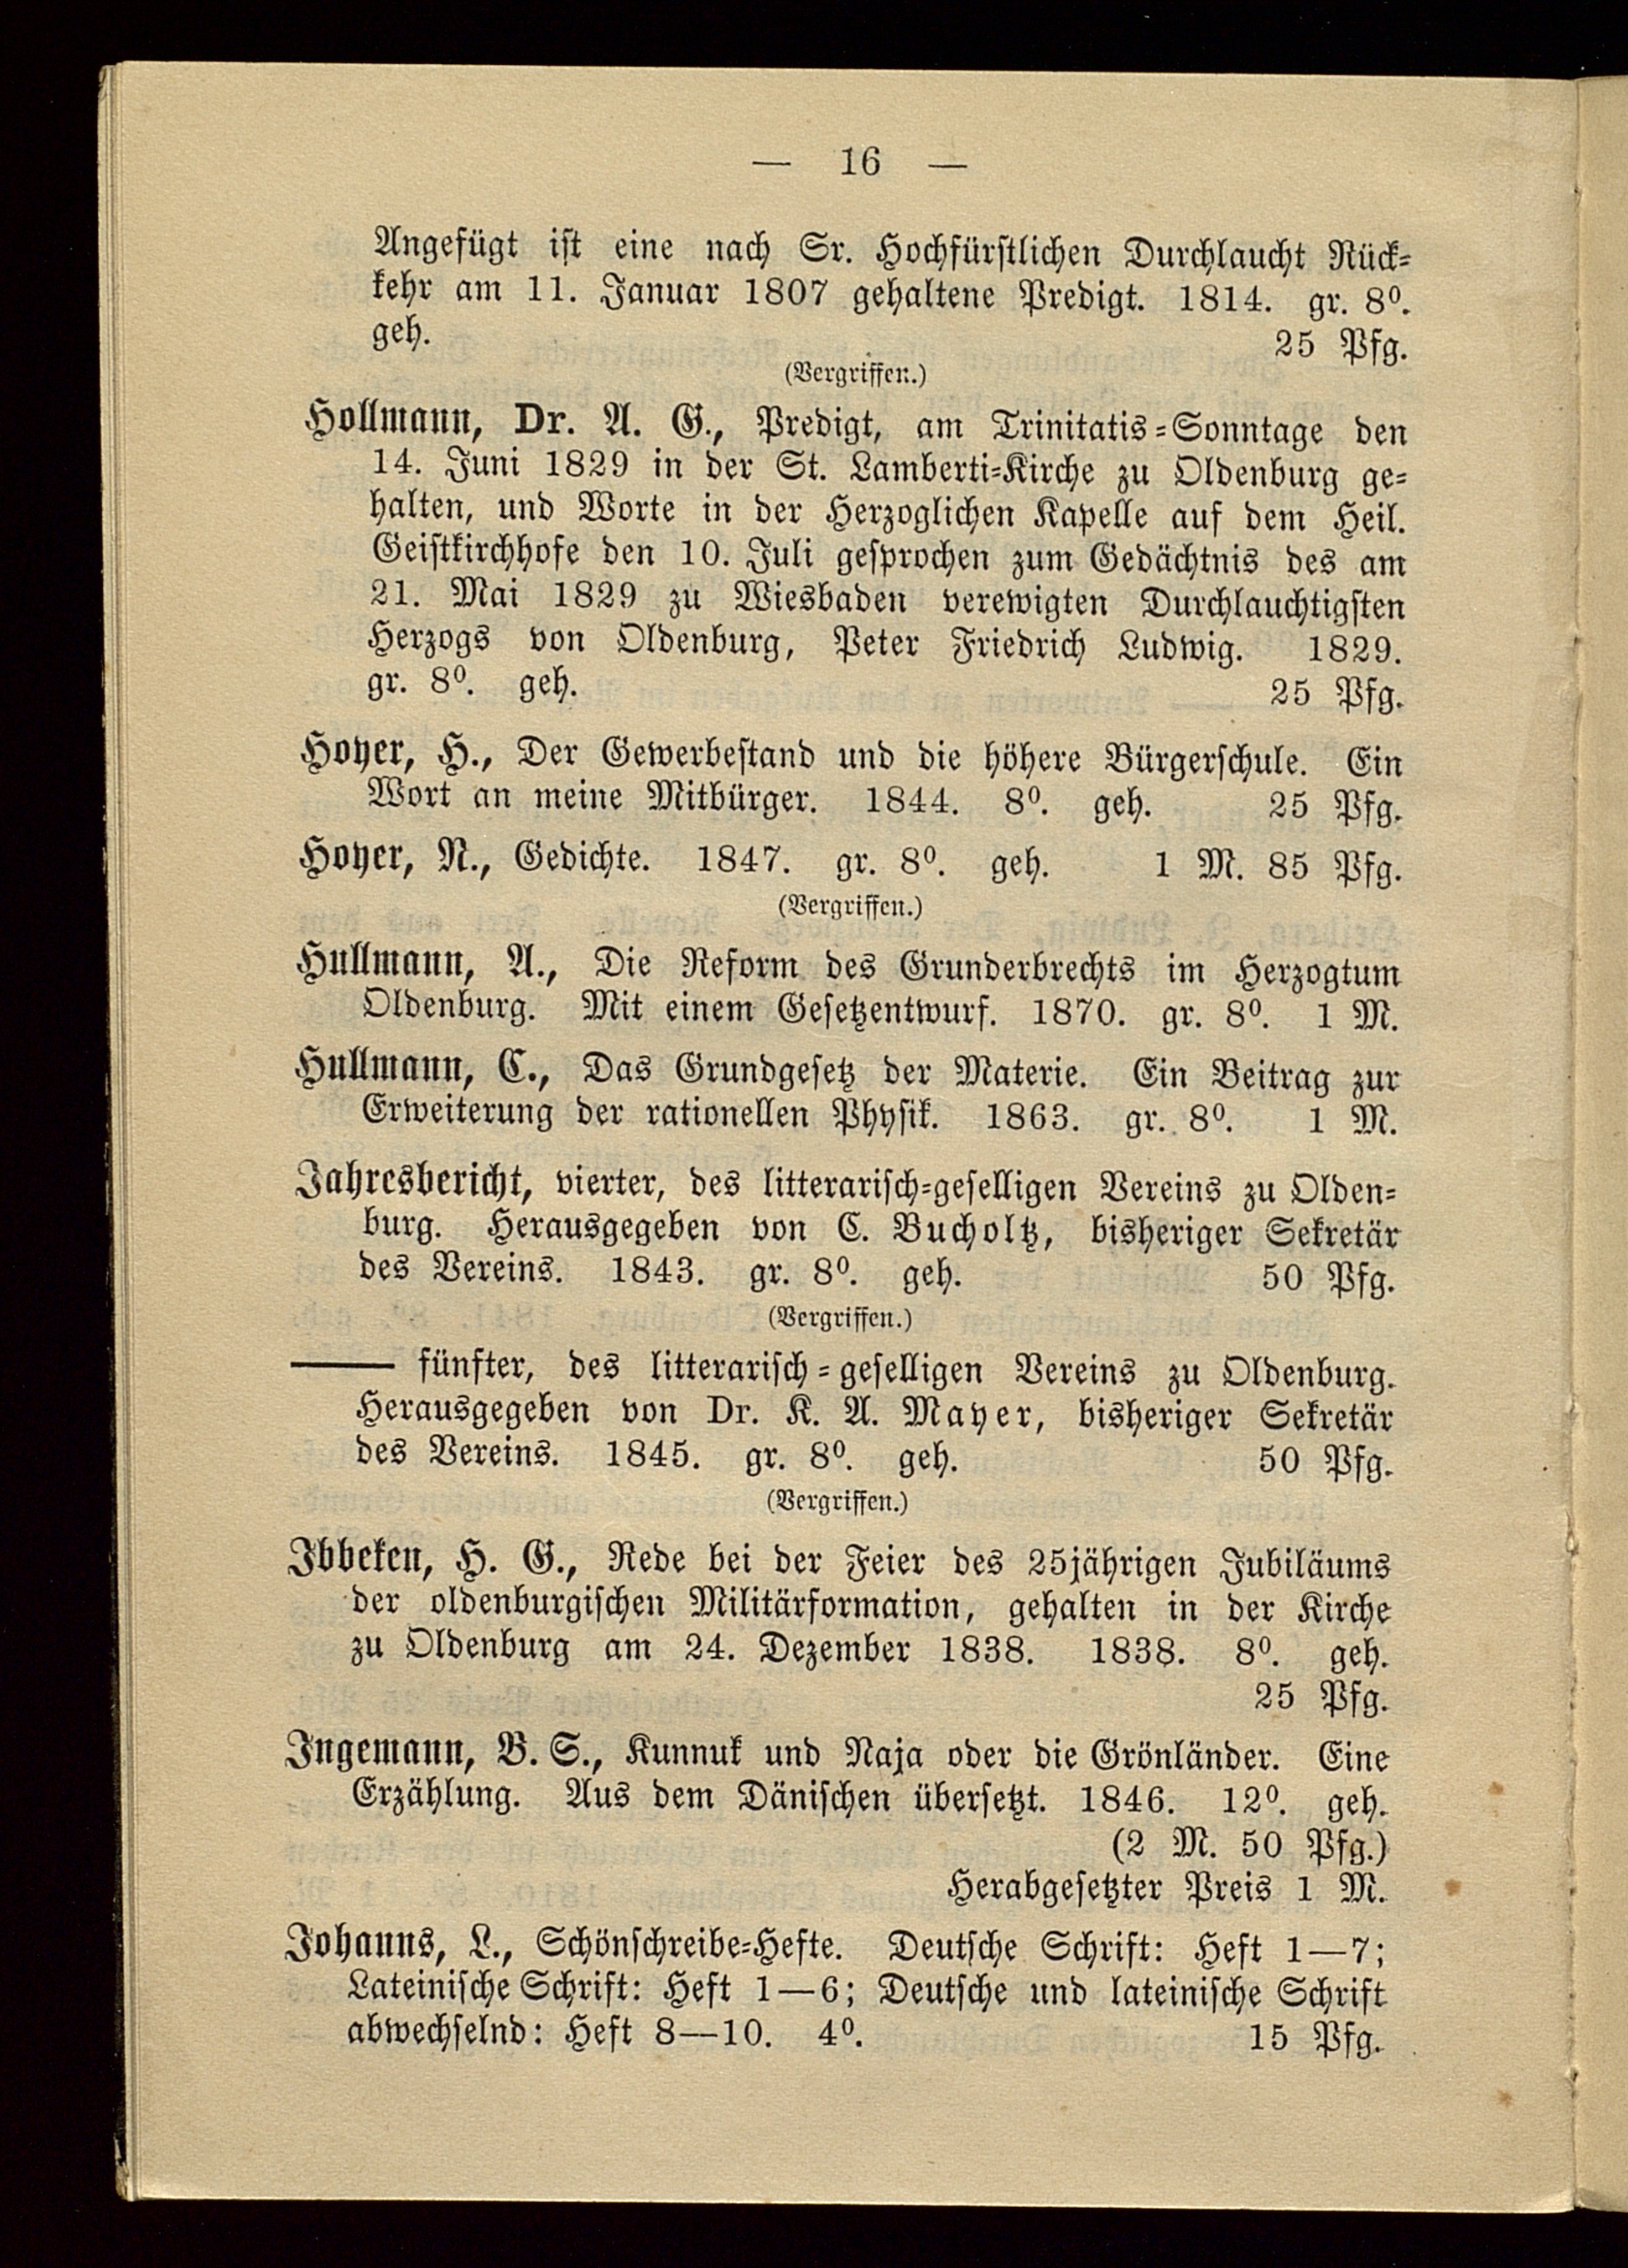 — 16 —
Angefügt ist eine nach Sr. Hochfürstlichen Durchlaucht Rück-
kehr am 11. Januar 1807 gehaltene Predigt. 1814. gr. 8⁰.
geh. 25 Pfg.
(Vergriffen.)
Hollmann, Dr. A. G., Predigt, am Trinitatis-Sonntage den
14. Juni 1829 in der St. Lamberti-Kirche zu Oldenburg ge-
halten, und Worte in der Herzoglichen Kapelle auf dem Heil.
Geistkirchhofe den 10. Juli gesprochen zum Gedächtnis des am
21. Mai 1829 zu Wiesbaden verewigten Durchlauchtigsten
Herzogs von Oldenburg, Peter Friedrich Ludwig. 1829.
gr. 8⁰. geh. 25 Pfg.
Hoyer, H., Der Gewerbestand und die höhere Bürgerschule. Ein
Wort an meine Mitbürger. 1844. 8⁰. geh. 25 Pfg.
Hoyer, N., Gedichte. 1847. gr. 8⁰. geh. 1 M. 85 Pfg.
(Vergriffen.)
Hullmann, A., Die Reform des Grunderbrechts im Herzogtum
Oldenburg. Mit einem Gesetzentwurf. 1870. gr. 8⁰. 1 M.
Hullmann, C., Das Grundgesetz der Materie. Ein Beitrag zur
Erweiterung der rationellen Physik. 1863. gr. 8⁰. 1 M.
Jahresbericht, vierter, des litterarisch-geselligen Vereins zu Olden-
burg. Herausgegeben von C. Bucholtz, bisheriger Sekretär
des Vereins. 1843. gr. 8⁰. geh. 50 Pfg.
(Vergriffen.)
—— fünfter, des litterarisch-geselligen Vereins zu Oldenburg.
Herausgegeben von Dr. K. A. Mayer, bisheriger Sekretär
des Vereins. 1845. gr. 8⁰. geh. 50 Pfg.
(Vergriffen.)
Ibbeken, H. G., Rede bei der Feier des 25jährigen Jubiläums
der oldenburgischen Militärformation, gehalten in der Kirche
zu Oldenburg am 24. Dezember 1838. 1838. 8⁰. geh.
25 Pfg.
Ingemann, B. S., Kunnuk und Naja oder die Grönländer. Eine
Erzählung. Aus dem Dänischen übersetzt. 1846. 12⁰. geh.
(2 M. 50 Pfg.)
Herabgesetzter Preis 1 M.
Johanns, L., Schönschreibe-Hefte. Deutsche Schrift: Heft 1—7;
Lateinische Schrift: Heft 1—6; Deutsche und lateinische Schrift
abwechselnd: Heft 8—10. 4⁰. 15 Pfg.